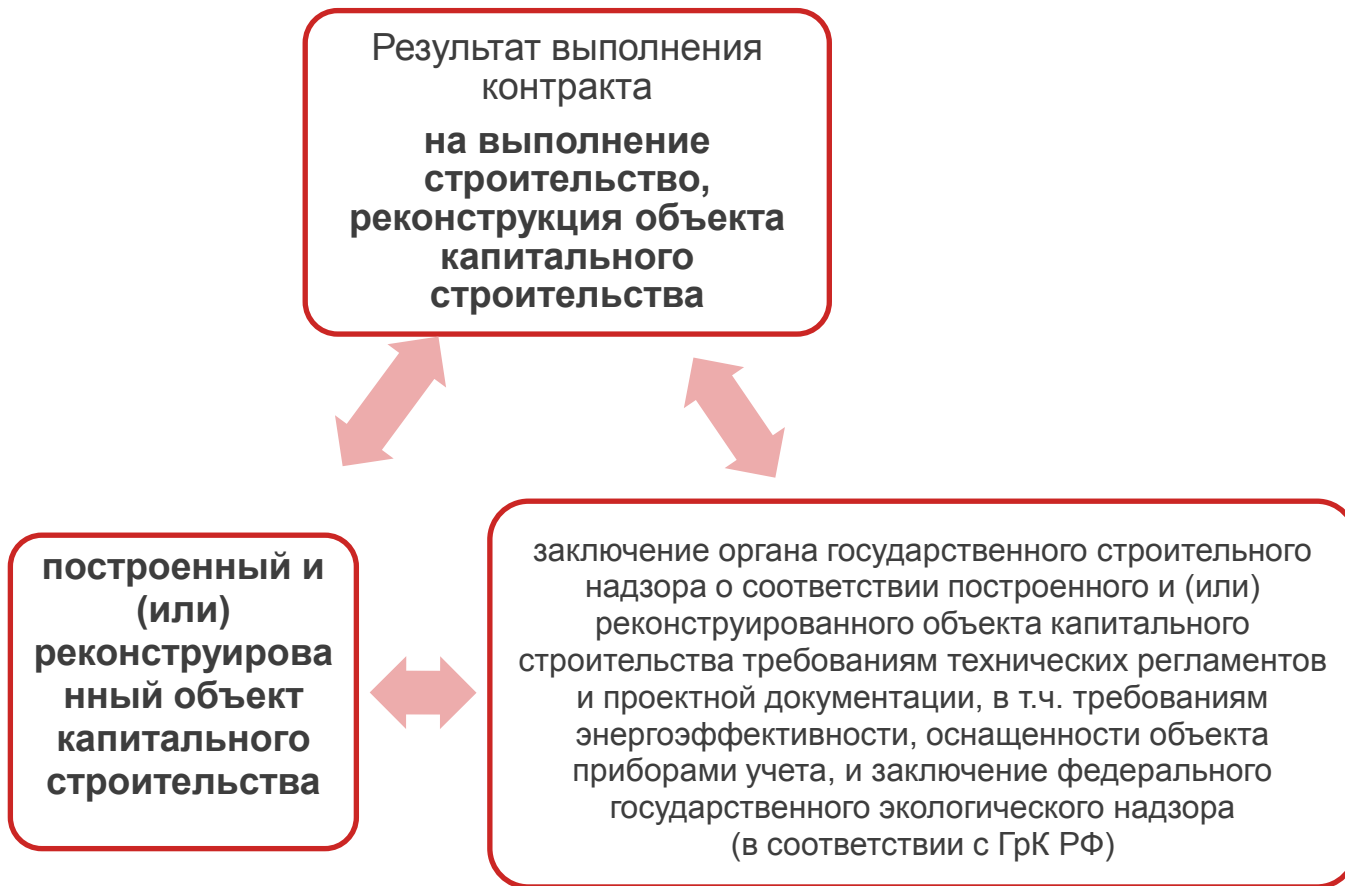 Результат выполнения
контракта
на выполнение
строительство,
реконструкция объекта
капитального
строительства
построенный и
(или)
реконструирова
нный объект
капитального
строительства
заключение органа государственного строительного
надзора о соответствии построенного и (или)
реконструированного объекта капитального
строительства требованиям технических регламентов
и проектной документации, в т.ч. требованиям
энергоэффективности, оснащенности объекта
приборами учета, и заключение федерального
государственного экологического надзора
(в соответствии с ГрК РФ)